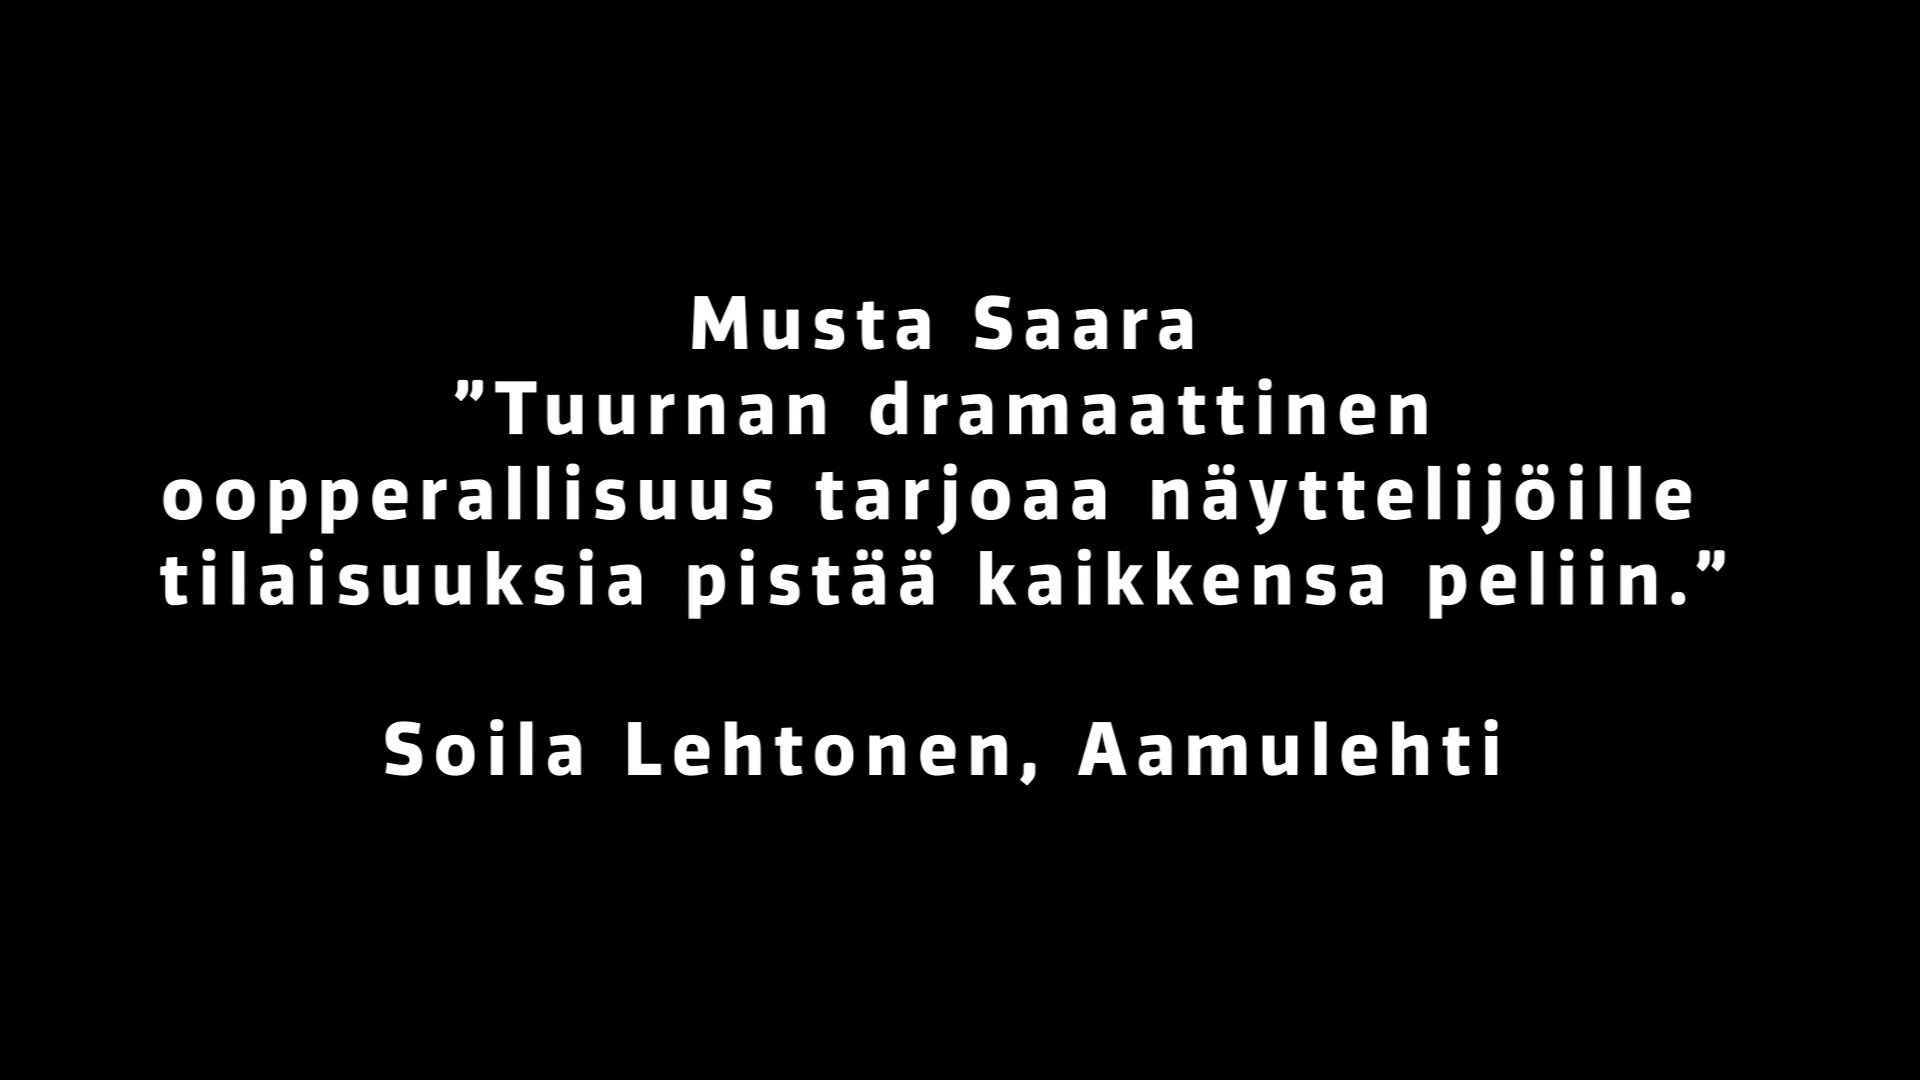 Musta Saara
”Tuurnan dramaattinen
oopperallisuus tarjoaa näyttelijöille
tilaisuuksia pistää kaikkensa peliin.”
Soila Lehtonen, Aamulehti